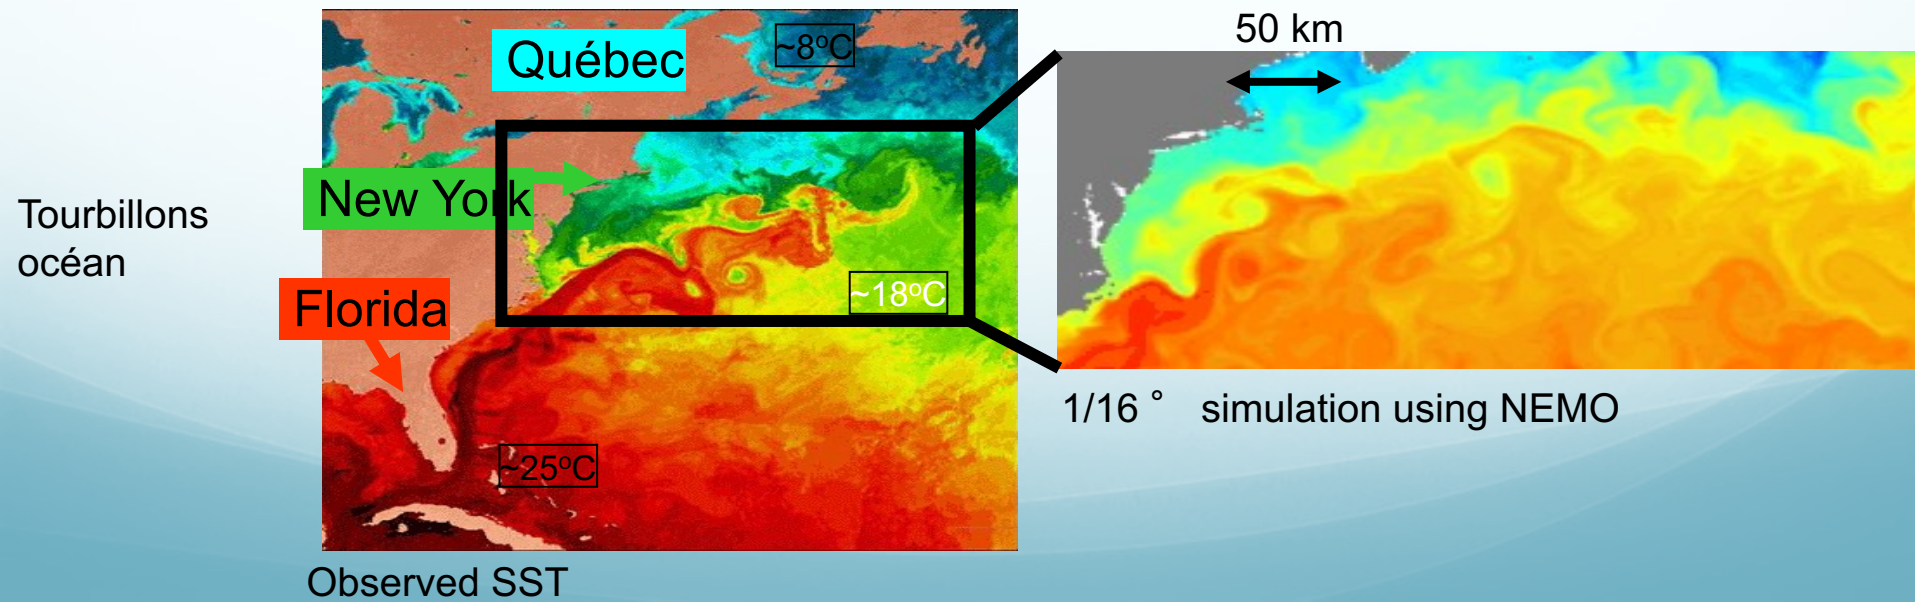 50 km
Québec
~8°C
New York
Tourbillons
océan
Florida
~18°C
1/16 ° simulation using NEMO
~25°C
Observed SST